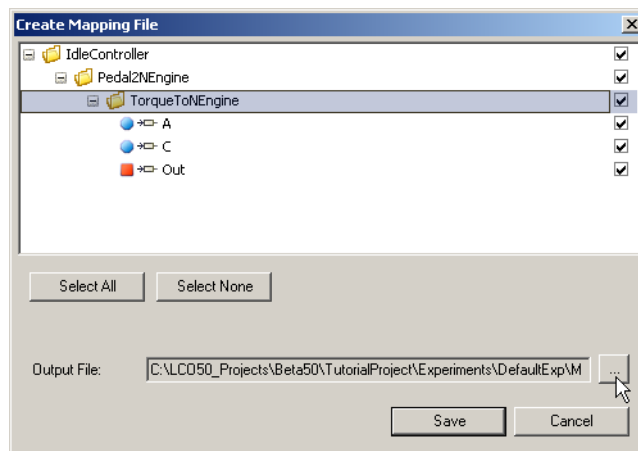 Create Mapping File
IdleController
Pedal2NEngine
TorqueToNEngine
A
C
Out
Select All Select None
Output File: C:\LCO50_Projects\Beta50\TutorialProject\Experiments\DefaultExp\M ...
Save Cancel